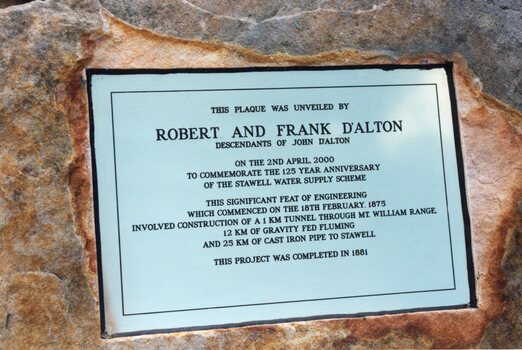 THIS PLAQUE WAS UNVEILED BY
ROBERT AND FRANK D'ALTON
DESCENDANTS OF JOHN D'ALTON
ON THE 2ND APRIL, 2000
TO COMMEMORATE THE 125 YEAR ANNIVERSARY
OF THE STAWELL WATER SUPPLY SCHEME
THIS SIGNIFICANT FEAT OF ENGINEERING
WHICH COMMENCED ON THE 18TH FEBRUARY, 1875
INVOLVED CONSTRUCTION OF A 1 KM TUNNEL THROUGH MT. WILLIAM RANGE,
12 KM OF GRAVITY FED FLUMING
AND 25 KM OF CAST IRON PIPE TO STAWELL
THIS PROJECT WAS COMPLETED IN 1881